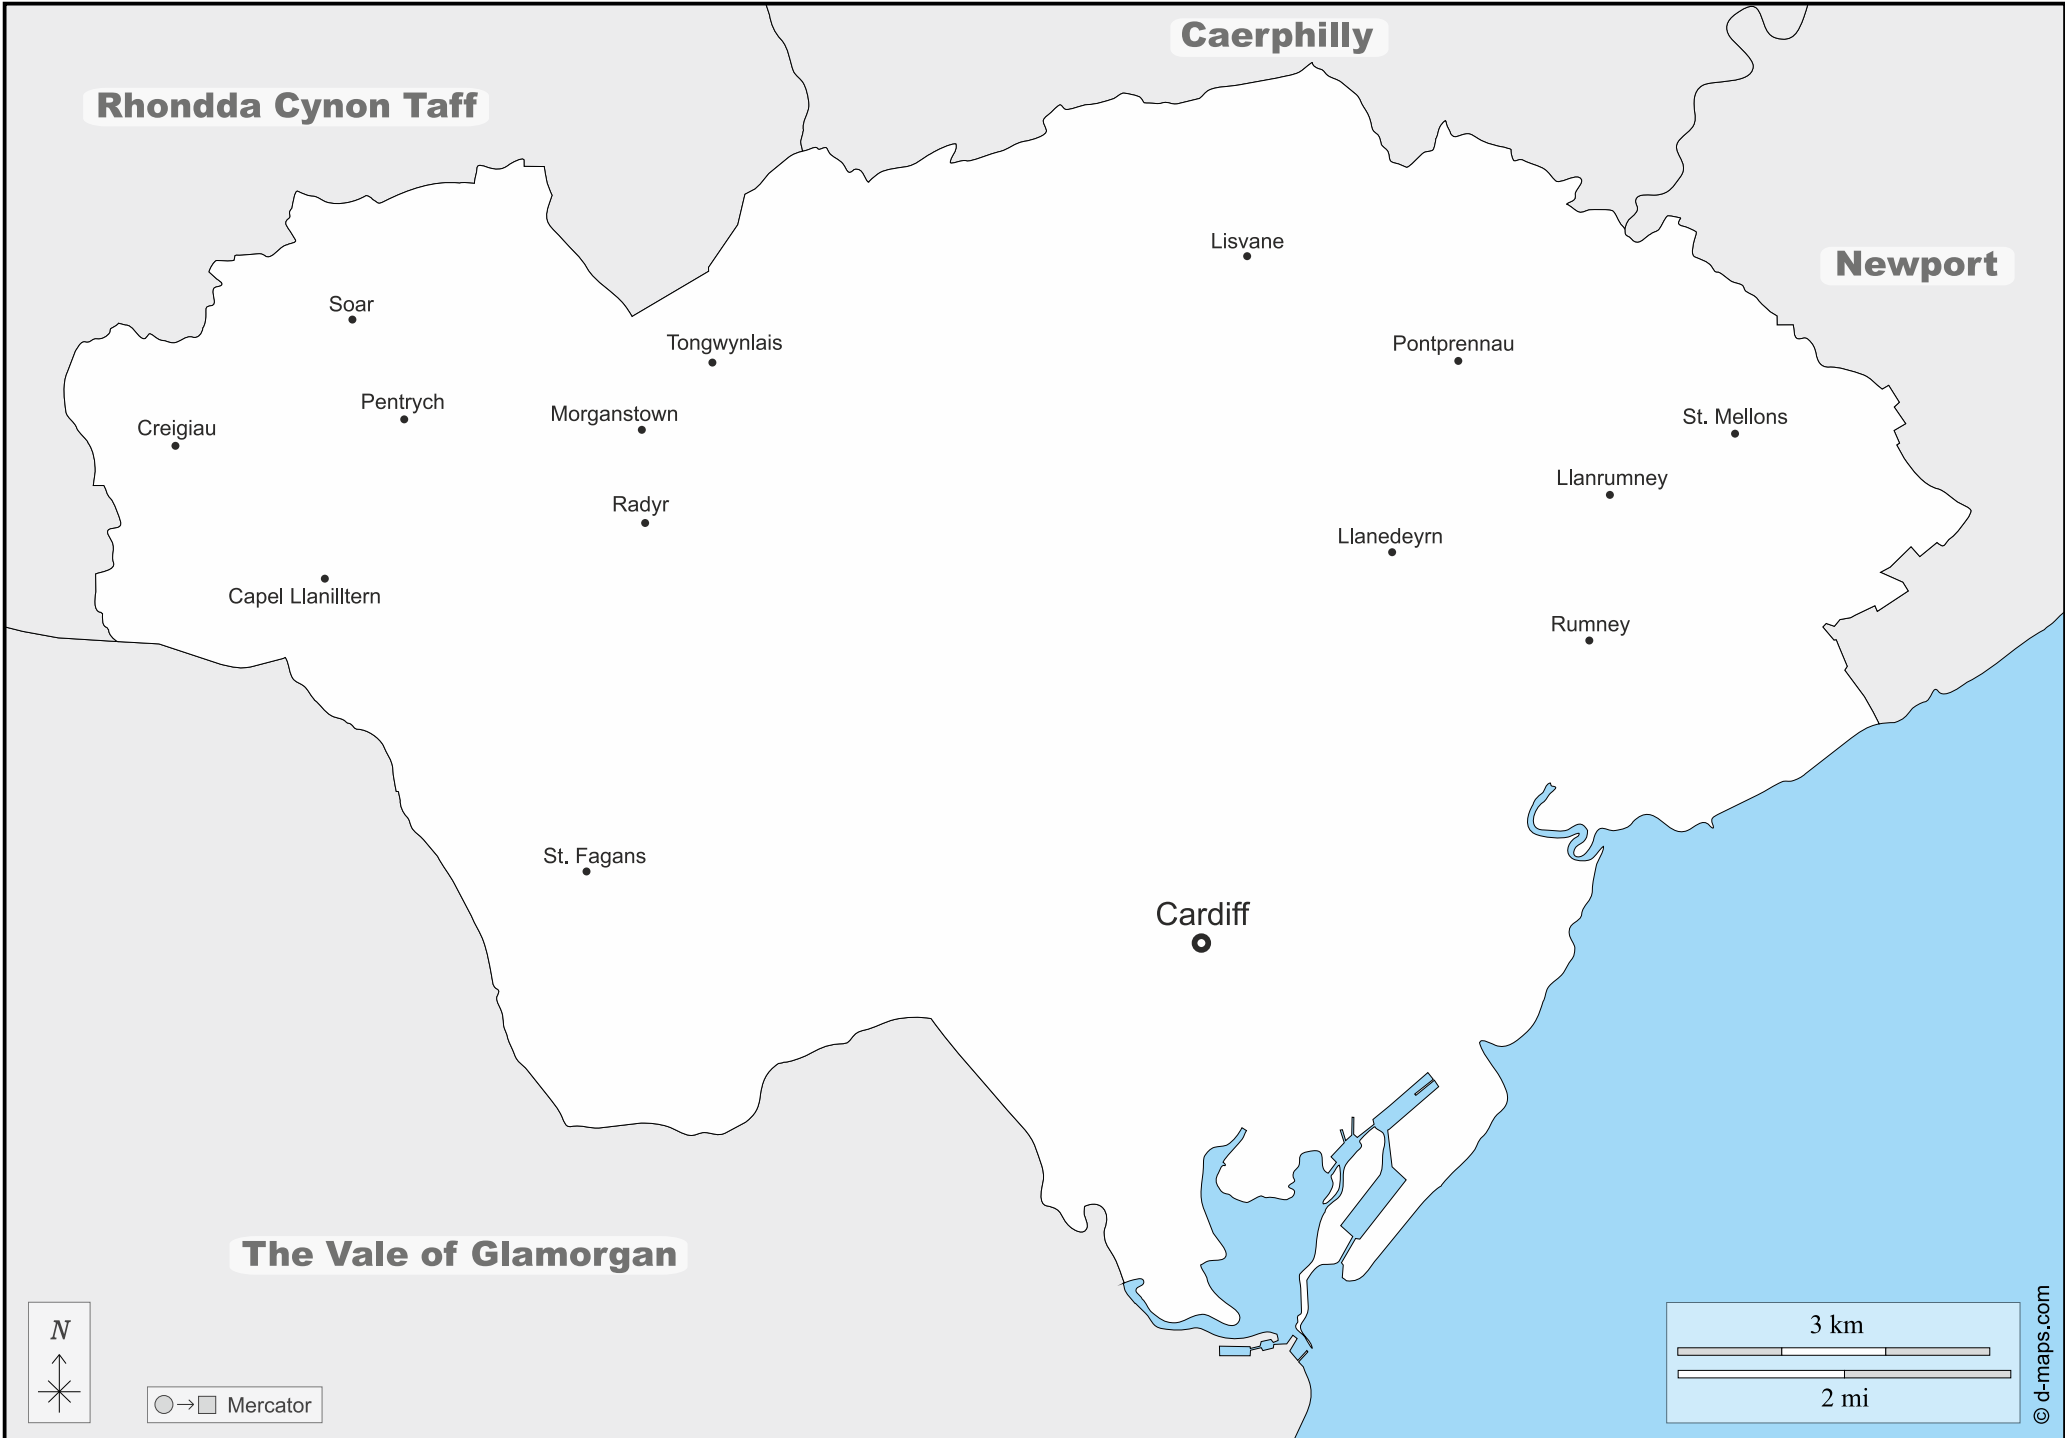 Caerphilly
Rhondda Cynon Taff
Lisvane
Newport
Soar
Tongwynlais
Pontprennau
Pentrych
Morganstown
St. Mellons
Creigiau
Llanrumney
Radyr
Llanedeyrn
Capel Llanilltern
Rumney
St. Fagans
Cardiff
The Vale of Glamorgan
N
Mercator
3 km
2 mi
© d-maps.com